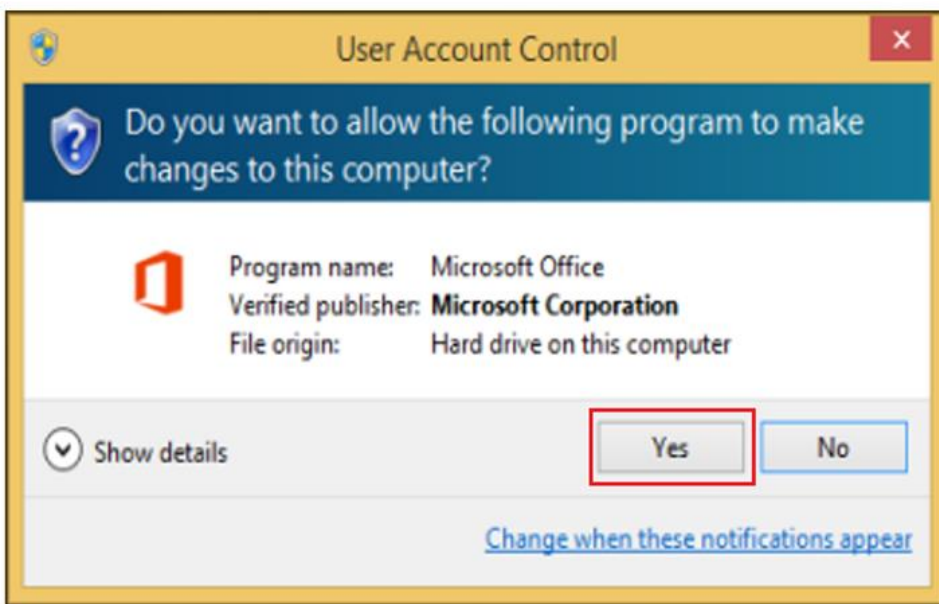 User Account Control
Do you want to allow the following program to make
changes to this computer?
Program name: Microsoft Office
Verified publisher: Microsoft Corporation
File origin: Hard drive on this computer
Show details
Yes
No
Change when these notifications appear